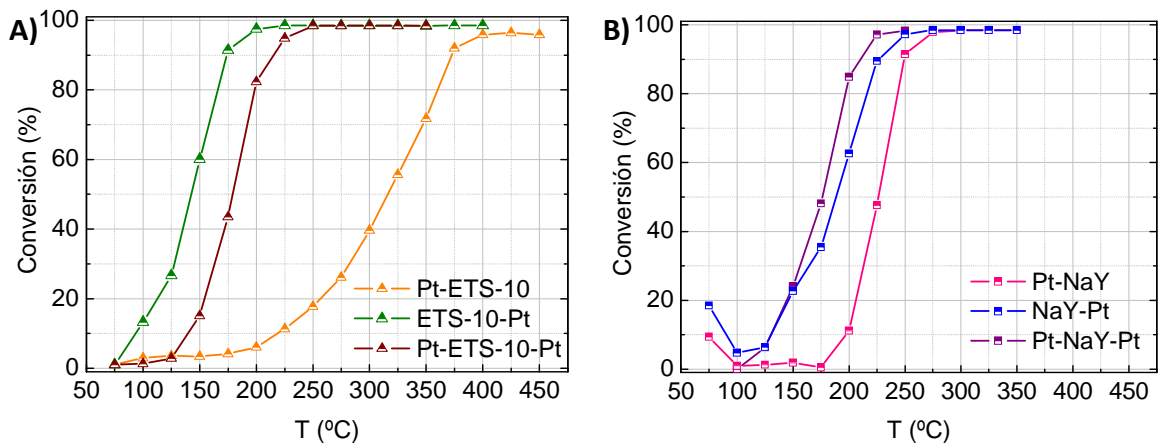 A)
Conversión (%)
100
80
60
40
20
0
50 100 150 200 250 300 350 400 450
T (ºC)
Pt-ETS-10
ETS-10-Pt
Pt-ETS-10-Pt
B)
Conversión (%)
100
80
60
40
20
0
50 100 150 200 250 300 350 400 450
T (ºC)
Pt-NaY
NaY-Pt
Pt-NaY-Pt